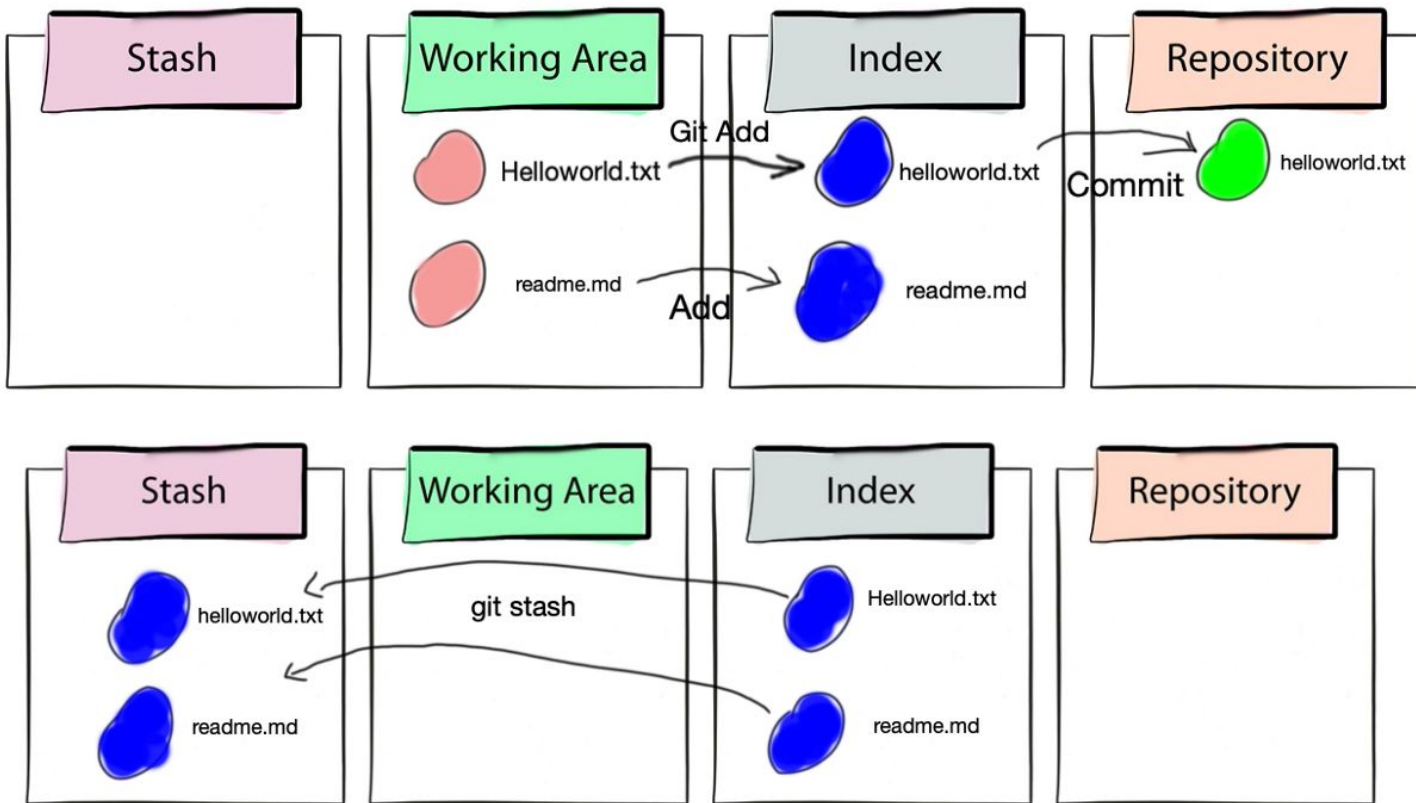 Stash
Working Area
Index
Repository
Git Add
Helloworld.txt
helloworld.txt
Commit
helloworld.txt
readme.md
Add
readme.md
Stash
Working Area
Index
Repository
helloworld.txt
git stash
Helloworld.txt
readme.md
readme.md